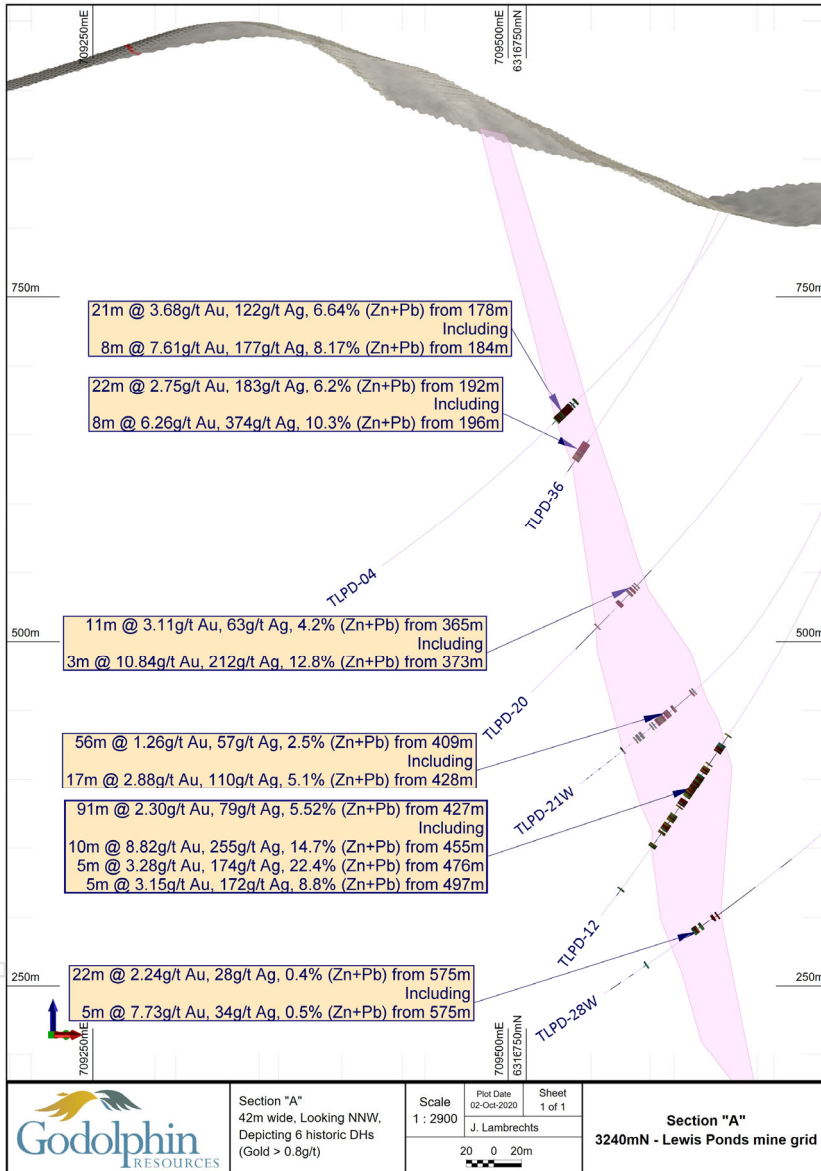 709250mE
709500mE
6316750mN
750m
750m
21m @ 3.68g/t Au, 122g/t Ag, 6.64% (Zn+Pb) from 178m
Including
8m @ 7.61g/t Au, 177g/t Ag, 8.17% (Zn+Pb) from 184m
22m @ 2.75g/t Au, 183g/t Ag, 6.2% (Zn+Pb) from 192m
Including
8m @ 6.26g/t Au, 374g/t Ag, 10.3% (Zn+Pb) from 196m
TLPD-36
TLPD-04
500m
500m
11m @ 3.11g/t Au, 63g/t Ag, 4.2% (Zn+Pb) from 365m
Including
3m @ 10.84g/t Au, 212g/t Ag, 12.8% (Zn+Pb) from 373m
TLPD-20
56m @ 1.26g/t Au, 57g/t Ag, 2.5% (Zn+Pb) from 409m
Including
17m @ 2.88g/t Au, 110g/t Ag, 5.1% (Zn+Pb) from 428m
TLPD-21W
91m @ 2.30g/t Au, 79g/t Ag, 5.52% (Zn+Pb) from 427m
Including
10m @ 8.82g/t Au, 255g/t Ag, 14.7% (Zn+Pb) from 455m
5m @ 3.28g/t Au, 174g/t Ag, 22.4% (Zn+Pb) from 476m
5m @ 3.15g/t Au, 172g/t Ag, 8.8% (Zn+Pb) from 497m
TLPD-12
22m @ 2.24g/t Au, 28g/t Ag, 0.4% (Zn+Pb) from 575m
Including
5m @ 7.73g/t Au, 34g/t Ag, 0.5% (Zn+Pb) from 575m
TLPD-28W
250m
250m
709250mE
709500mE
6316750mN
Godolphin
RESOURCES
Section "A"
42m wide, Looking NNW,
Depicting 6 historic DHs
(Gold > 0.8g/t)
Scale
1 : 2900
Plot Date
02-Oct-2020
Sheet
1 of 1
J. Lambrechts
20 0 20m
Section "A"
3240mN - Lewis Ponds mine grid